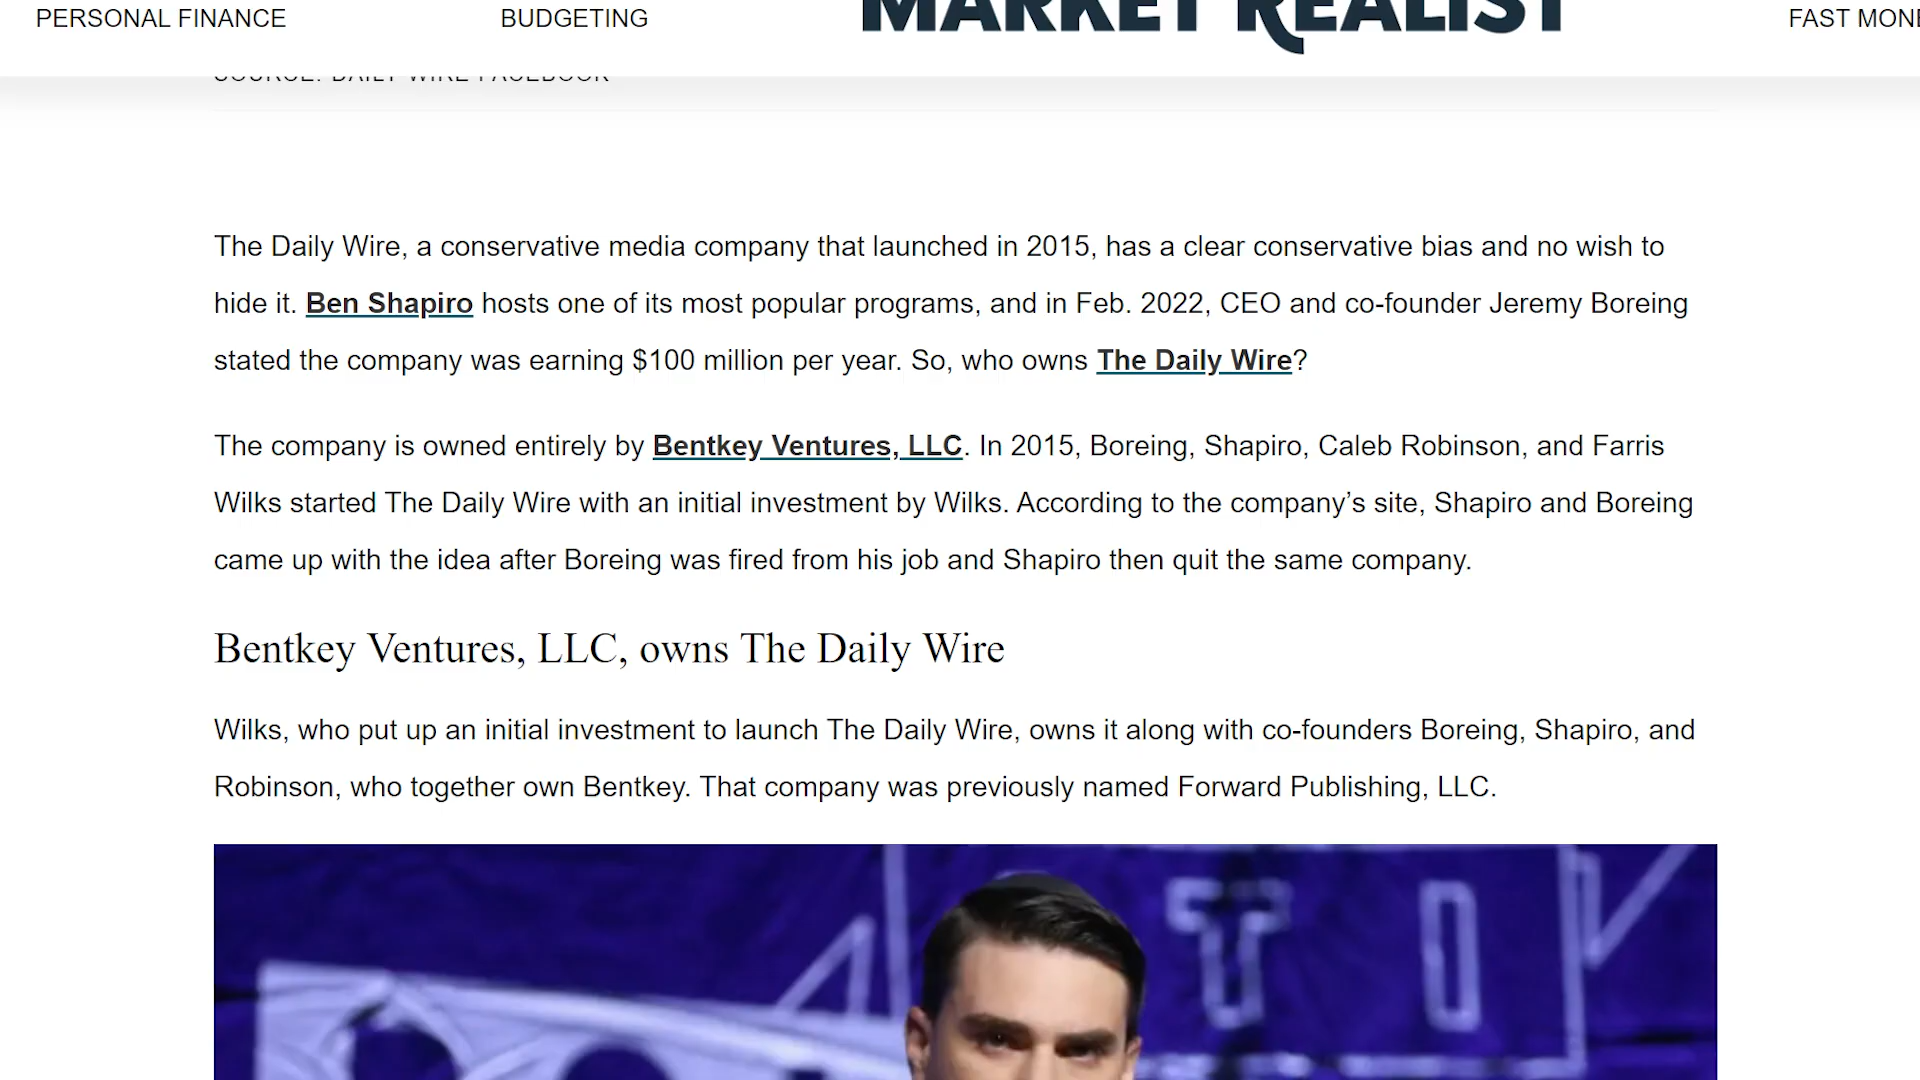 PERSONAL FINANCE
BUDGETING
MARKET REALIST
FAST MONE
SOURCE: DAILY WIRE FACEBOOK
The Daily Wire, a conservative media company that launched in 2015, has a clear conservative bias and no wish to
hide it. Ben Shapiro hosts one of its most popular programs, and in Feb. 2022, CEO and co-founder Jeremy Boreing
stated the company was earning $100 million per year. So, who owns The Daily Wire?
The company is owned entirely by Bentkey Ventures, LLC. In 2015, Boreing, Shapiro, Caleb Robinson, and Farris
Wilks started The Daily Wire with an initial investment by Wilks. According to the company’s site, Shapiro and Boreing
came up with the idea after Boreing was fired from his job and Shapiro then quit the same company.
Bentkey Ventures, LLC, owns The Daily Wire
Wilks, who put up an initial investment to launch The Daily Wire, owns it along with co-founders Boreing, Shapiro, and
Robinson, who together own Bentkey. That company was previously named Forward Publishing, LLC.